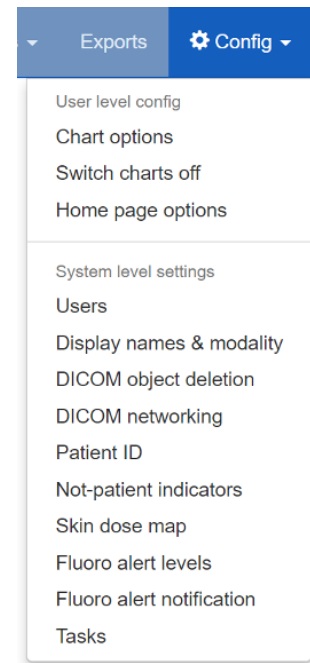 Exports Config
User level config
Chart options
Switch charts off
Home page options
System level settings
Users
Display names & modality
DICOM object deletion
DICOM networking
Patient ID
Not-patient indicators
Skin dose map
Fluoro alert levels
Fluoro alert notification
Tasks